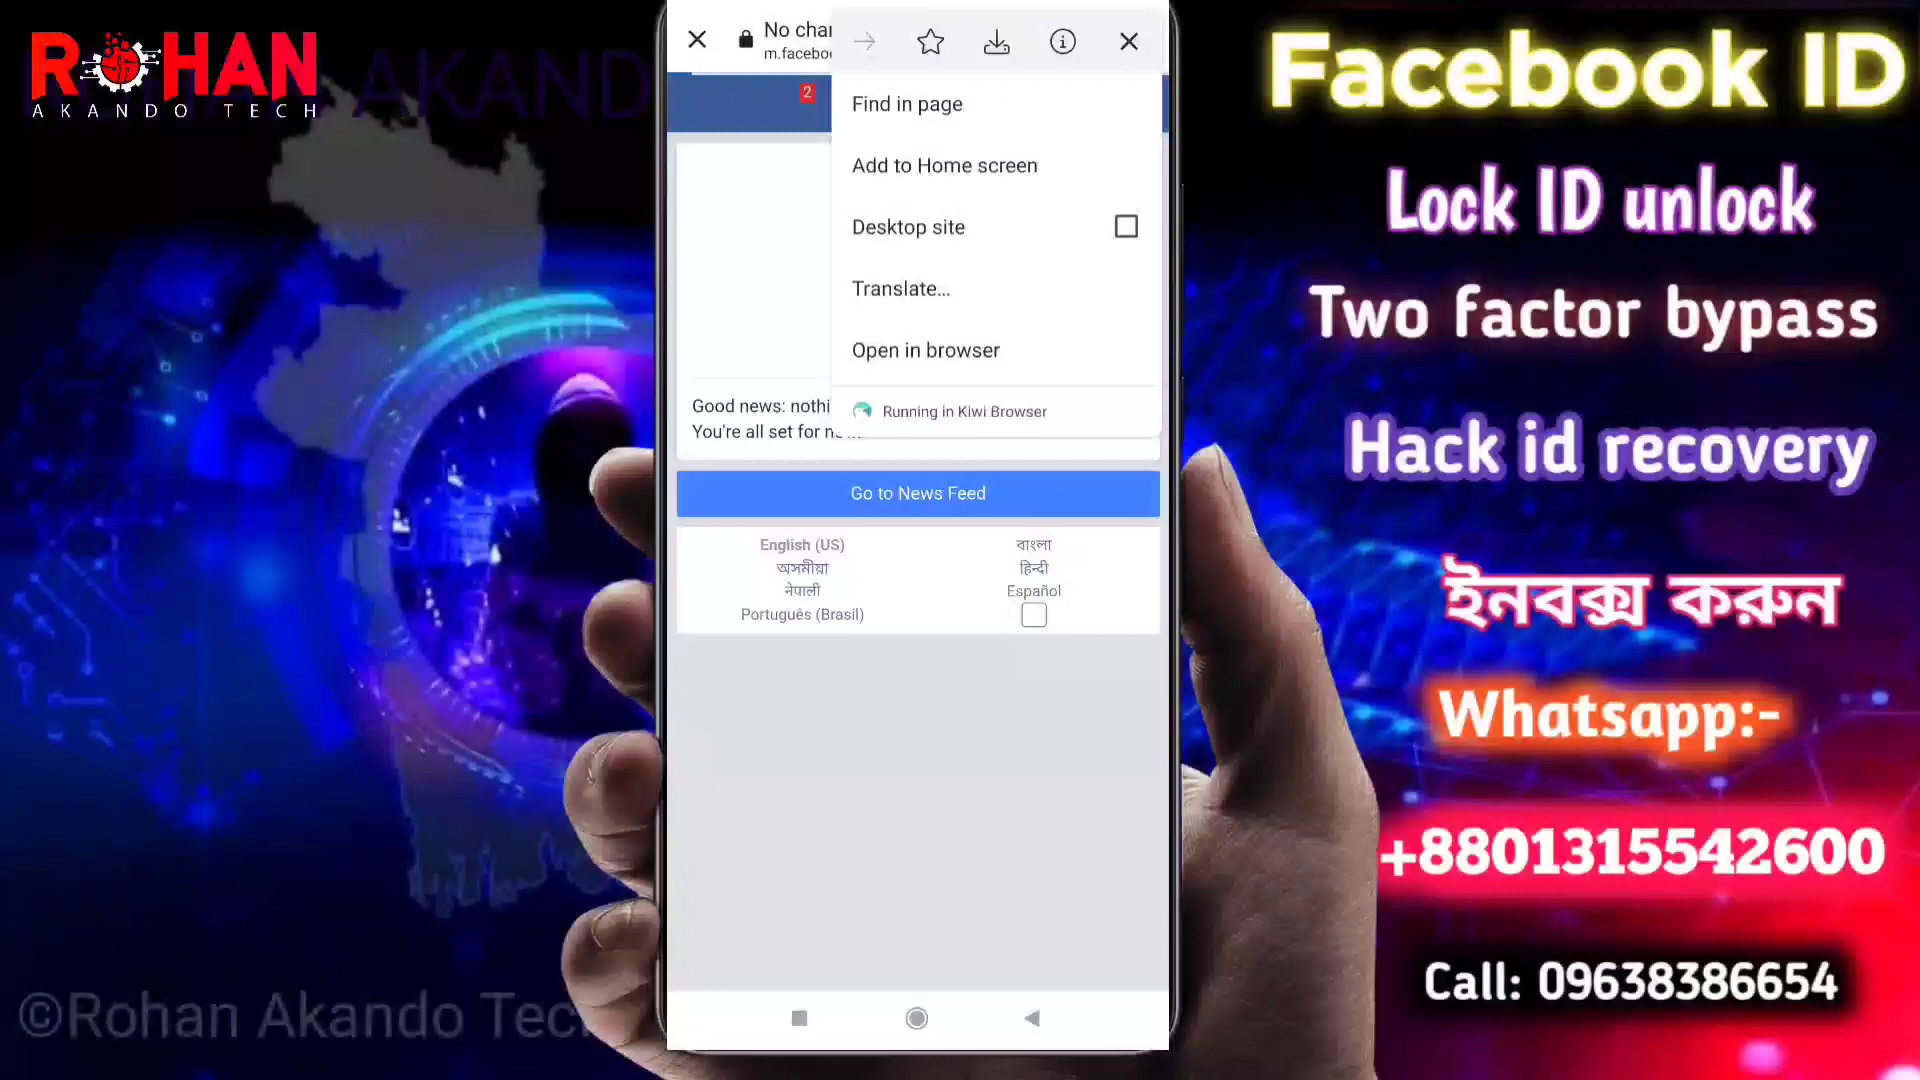 ROHAN
AKANDO TECH
AKAND
No char
m.faceboo
2
Find in page
Add to Home screen
Desktop site
Translate...
Open in browser
Running in Kiwi Browser
Good news: nothi
You're all set for n
Go to News Feed
English (US)
বাংলা
অসমীয়া
हिन्दी
नेपाली
Español
Português (Brasil)
Facebook ID
Lock ID unlock
Two factor bypass
Hack id recovery
ইনবক্স করুন
Whatsapp:-
+8801315542600
Call: 09638386654
©Rohan Akando Tec